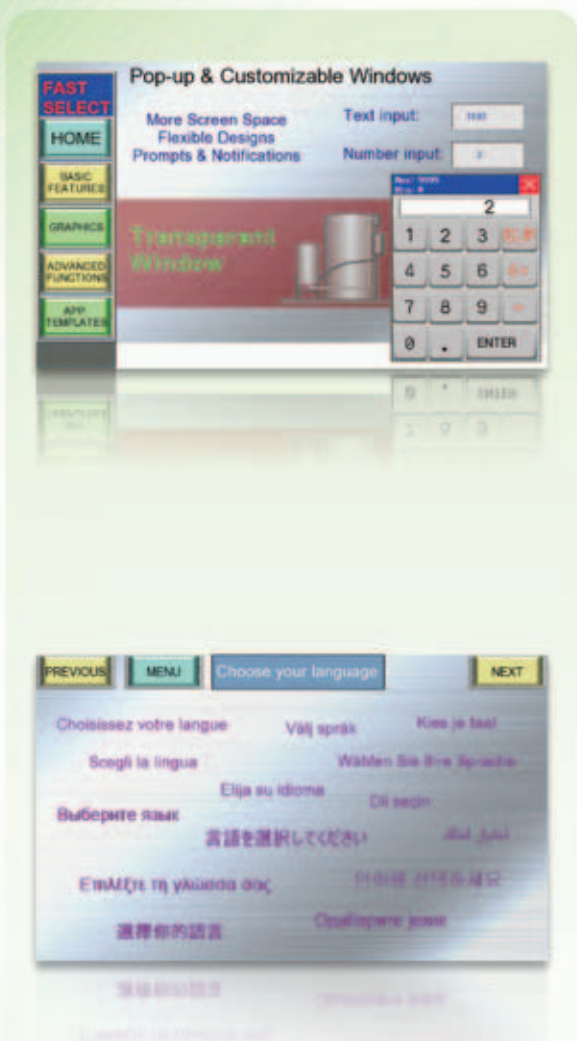 Pop-up & Customizable Windows
FAST
SELECT
HOME
BASIC
FEATURES
GRAPHICS
ADVANCED
FUNCTIONS
APP
TEMPLATES
More Screen Space
Flexible Designs
Prompts & Notifications
Text input:
Number input:
2
Transparent
Window
2
1 2 3
4 5 6
7 8 9
0 . ENTER
PREVIOUS
MENU
Choose your language
NEXT
Choisissez votre langue
Välj språk
Kies je taal
Scegli la lingua
Wählen Sie Ihre Sprache
Elija su idioma
Dil seçin
Выберите язык
言語を選択してください
Επιλέξτε τη γλώσσα σας
選擇你的語言